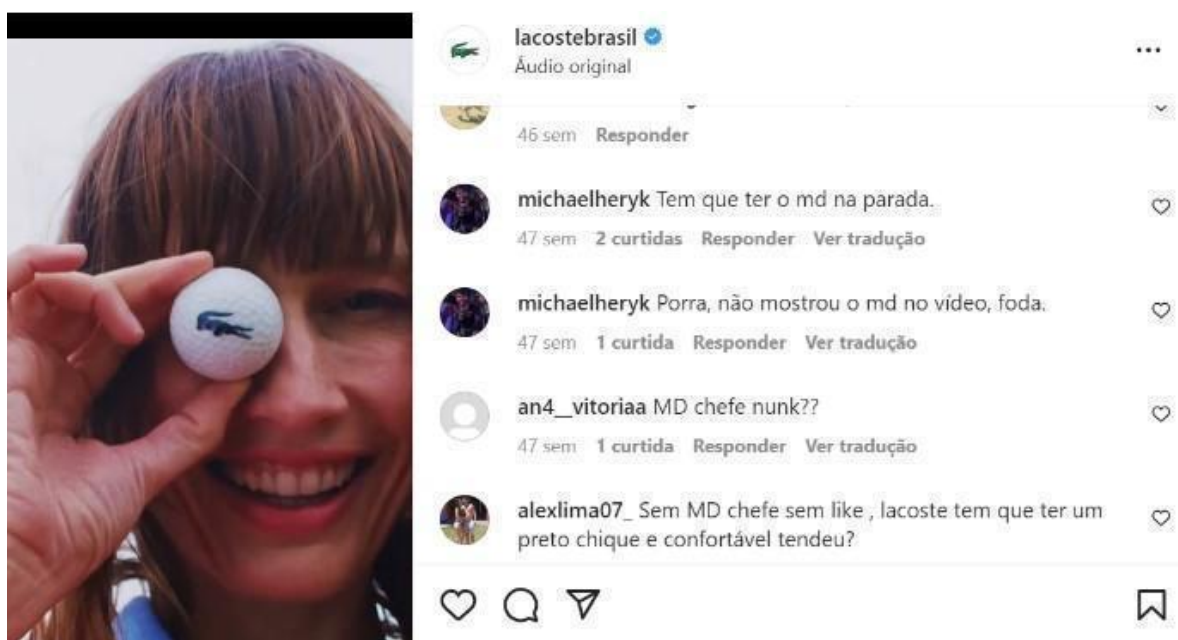 lacostebrasil
Áudio original
46 sem Responder
michaelheryk Tem que ter o md na parada.
47 sem 2 curtidas Responder Ver tradução
michaelheryk Porra, não mostrou o md no vídeo, foda.
47 sem 1 curtida Responder Ver tradução
an4__vitoriaa MD chefe nunk??
47 sem 1 curtida Responder Ver tradução
alexlima07_ Sem MD chefe sem like , lacoste tem que ter um
preto chique e confortável tendeu?